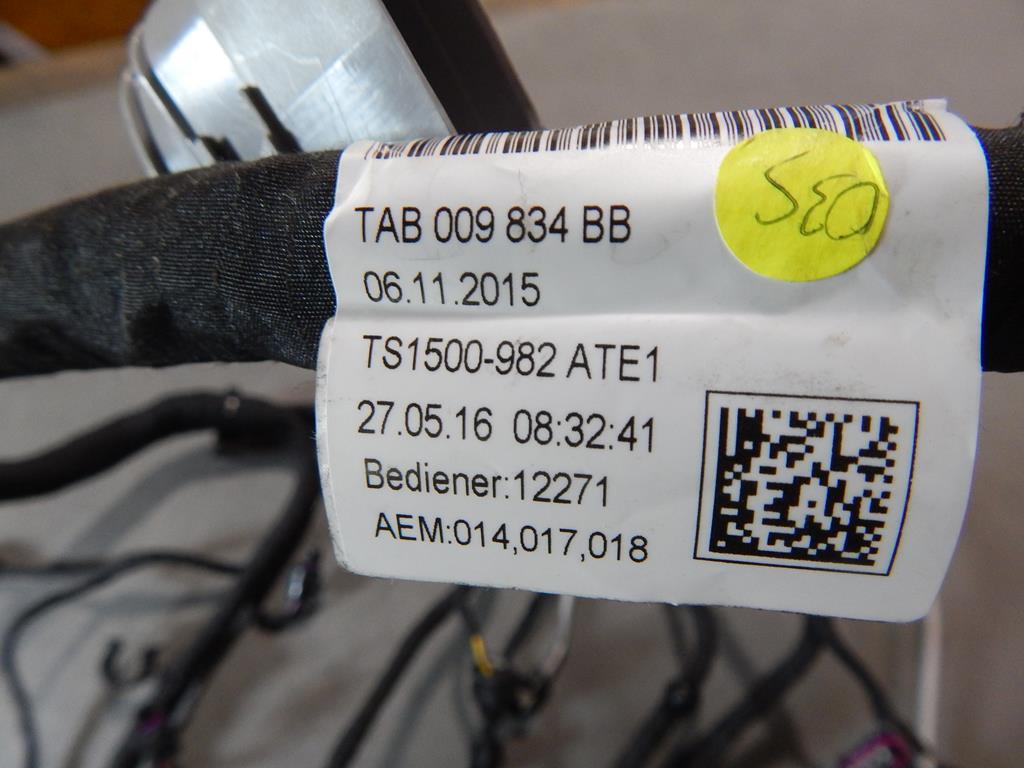 TAB 009 834 BB
06.11.2015
TS1500-982 ATE1
27.05.16 08:32:41
Bediener:12271
AEM:014,017,018